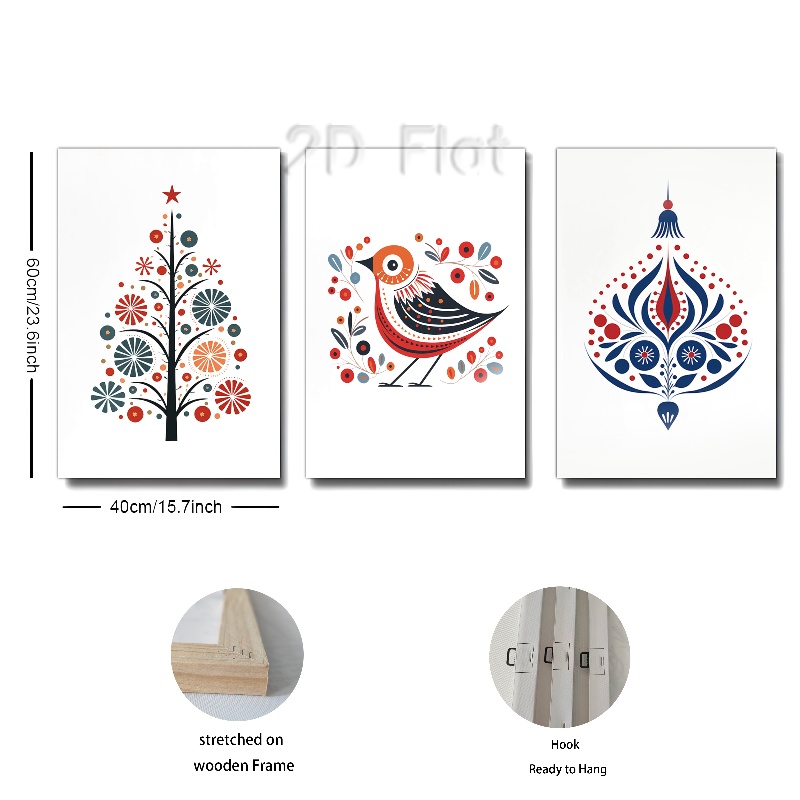 2D Flat
60cm/23.6inch
40cm/15.7inch
stretched on
wooden Frame
Hook
Ready to Hang